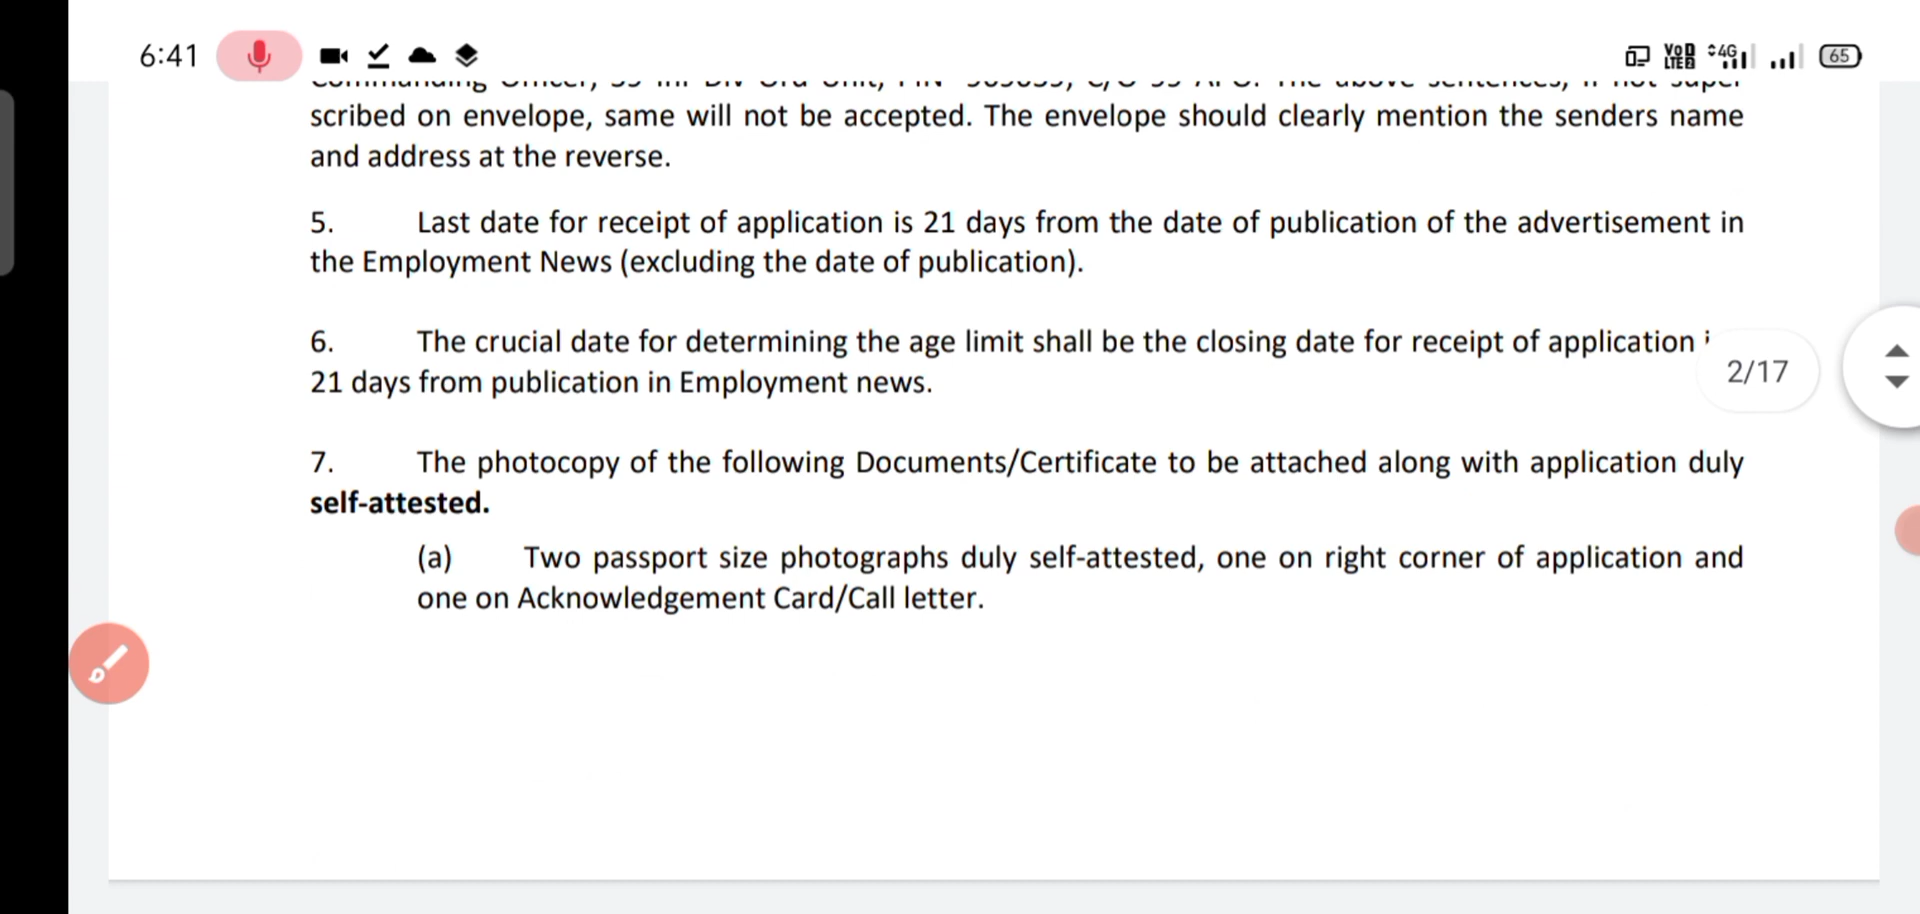 6:41
VoD LTE2 4G 65
scribed on envelope, same will not be accepted. The envelope should clearly mention the senders name
and address at the reverse.
5. Last date for receipt of application is 21 days from the date of publication of the advertisement in
the Employment News (excluding the date of publication).
6. The crucial date for determining the age limit shall be the closing date for receipt of application
21 days from publication in Employment news.
2/17
7. The photocopy of the following Documents/Certificate to be attached along with application duly
self-attested.
(a) Two passport size photographs duly self-attested, one on right corner of application and
one on Acknowledgement Card/Call letter.